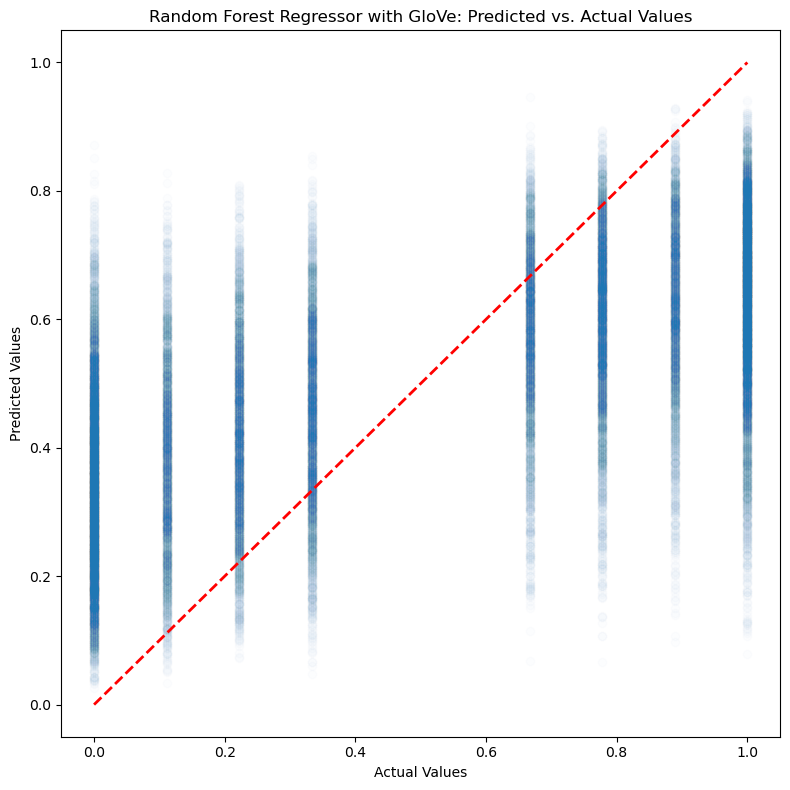 Random Forest Regressor with GloVe: Predicted vs. Actual Values
1.0
0.8
0.6
0.4
0.2
0.0
Predicted Values
0.0 0.2 0.4 0.6 0.8 1.0
Actual Values